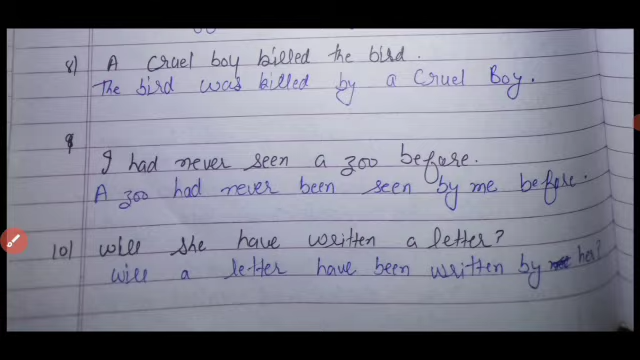 8) A Cruel boy killed the bird.
The bird was killed by a Cruel Boy.
9
I had never seen a zoo before.
A zoo had never been seen by me before.
10) Will she have written a letter?
Will a letter have been written by her?